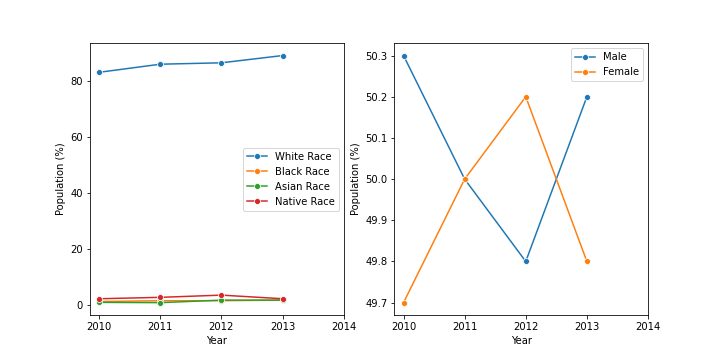 80
60
40
20
0
Population (%)
White Race
Black Race
Asian Race
Native Race
2010 2011 2012 2013 2014
Year
50.3
50.2
50.1
50.0
49.9
49.8
49.7
Population (%)
Male
Female
2010 2011 2012 2013 2014
Year